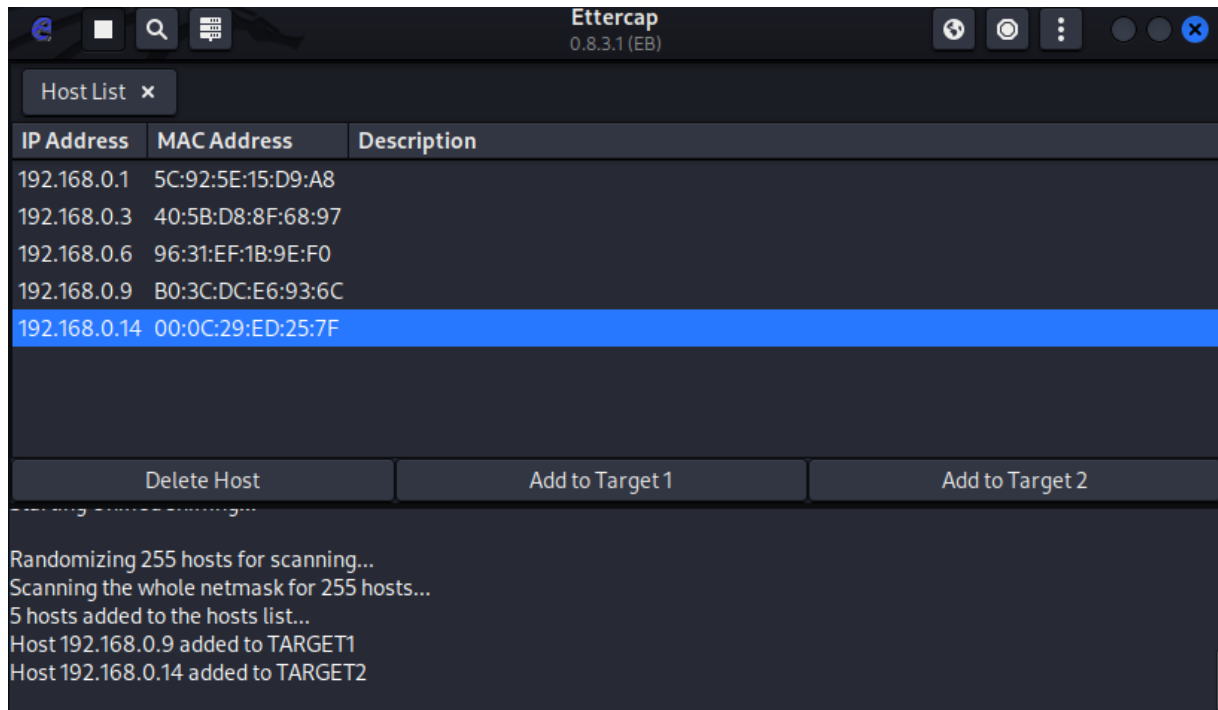 Ettercap
0.8.3.1 (EB)
Host List ×
IP Address MAC Address Description
192.168.0.1 5C:92:5E:15:D9:A8
192.168.0.3 40:5B:D8:8F:68:97
192.168.0.6 96:31:EF:1B:9E:F0
192.168.0.9 B0:3C:DC:E6:93:6C
192.168.0.14 00:0C:29:ED:25:7F
Delete Host Add to Target 1 Add to Target 2
Randomizing 255 hosts for scanning...
Scanning the whole netmask for 255 hosts...
5 hosts added to the hosts list...
Host 192.168.0.9 added to TARGET1
Host 192.168.0.14 added to TARGET2